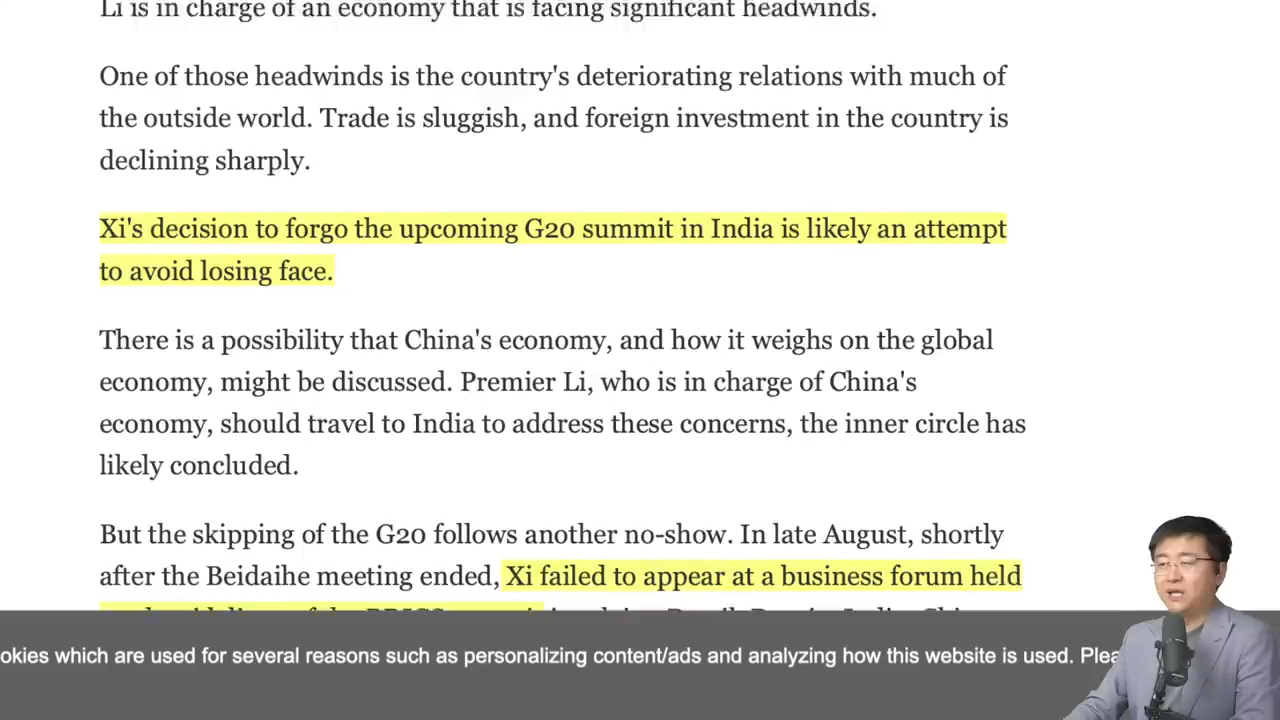 Li is in charge of an economy that is facing significant headwinds.
One of those headwinds is the country's deteriorating relations with much of
the outside world. Trade is sluggish, and foreign investment in the country is
declining sharply.
Xi's decision to forgo the upcoming G20 summit in India is likely an attempt
to avoid losing face.
There is a possibility that China's economy, and how it weighs on the global
economy, might be discussed. Premier Li, who is in charge of China's
economy, should travel to India to address these concerns, the inner circle has
likely concluded.
But the skipping of the G20 follows another no-show. In late August, shortly
after the Beidaihe meeting ended, Xi failed to appear at a business forum held
okies which are used for several reasons such as personalizing content/ads and analyzing how this website is used. Plea